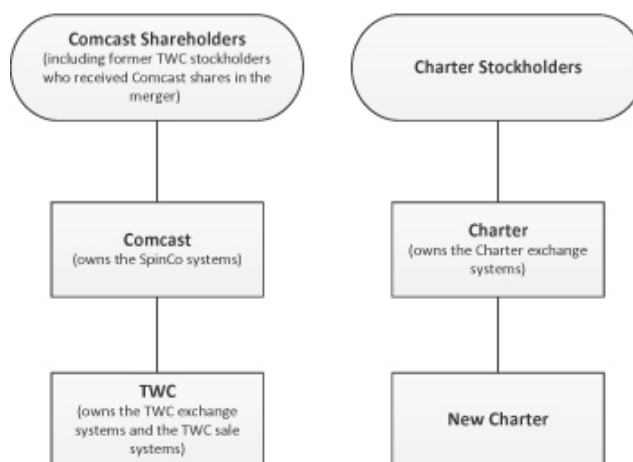 Comcast Shareholders
(including former TWC stockholders
who received Comcast shares in the
merger)
Charter Stockholders
Comcast
(owns the SpinCo systems)
Charter
(owns the Charter exchange
systems)
TWC
(owns the TWC exchange
systems and the TWC sale
systems)
New Charter